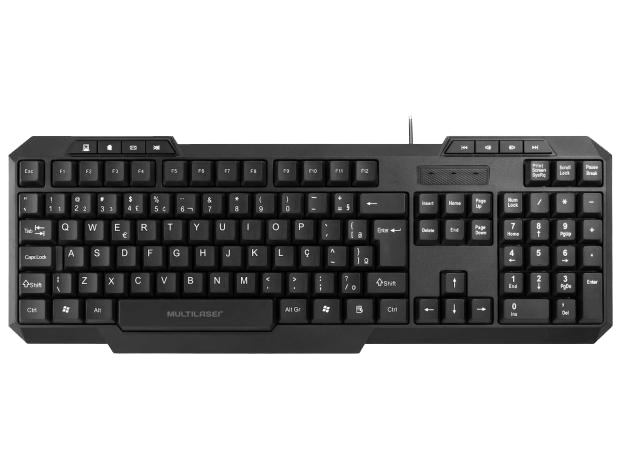 Esc F1 F2 F3 F4 F5 F6 F7 F8 F9 F10 F11 F12 Print Screen SysRq Scroll Lock Pause Break
" ' ! 1 @ 2 # 3 $ 4 % 5 6 & 7 * 8 ( 9 ) 0 _ - + = § Insert Home Page Up Num Lock / * -
Tab Q W E € R T Y U I O P ` ´ { [ ª Enter Delete End Page Down 7 Home 8 9 PgUp +
Caps Lock A S D F G H J K L Ç ^ ~ } ] º 4 5 6 .
Shift | \ Z X C V B N M < , > . : ; ? / ° Shift 1 End 2 3 PgDn Enter
Ctrl Alt MULTILASER Alt Gr Ctrl 0 Ins , Del